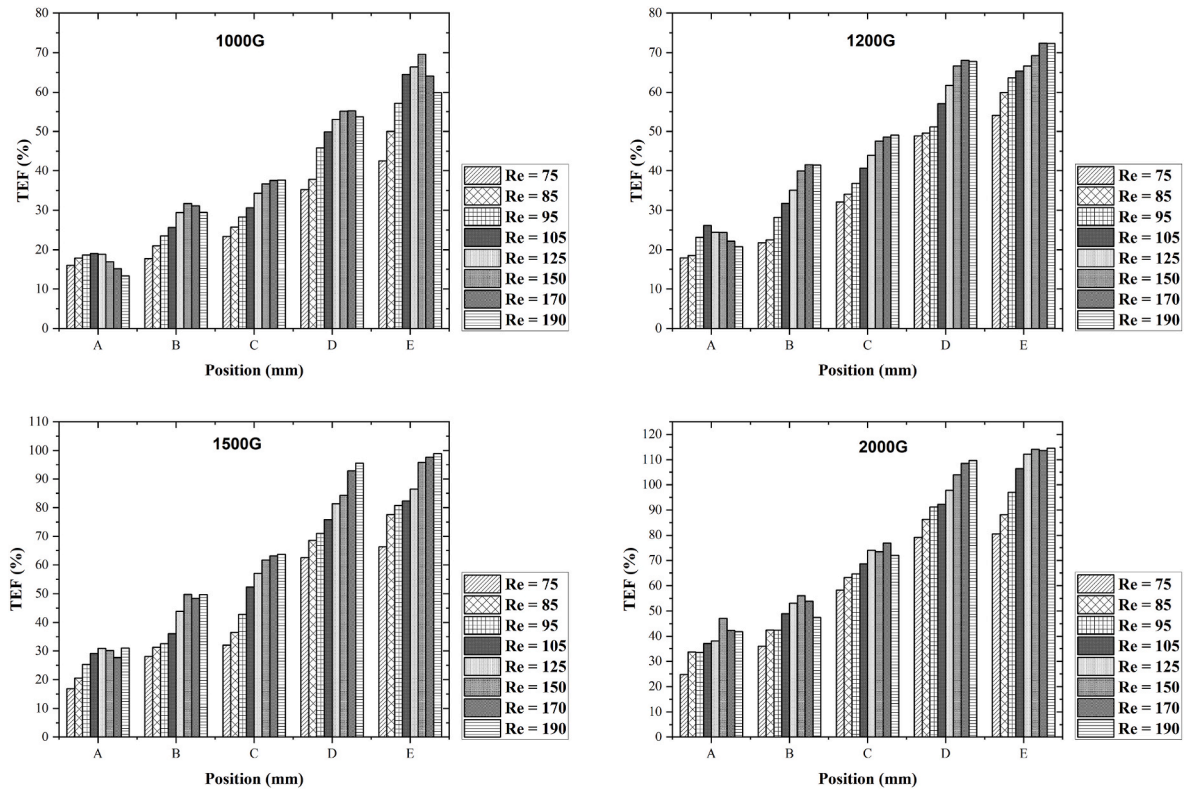 1000G
TEF (%)
80
70
60
50
40
30
20
10
0
A B C D E
Position (mm)
Re = 75
Re = 85
Re = 95
Re = 105
Re = 125
Re = 150
Re = 170
Re = 190
1200G
TEF (%)
80
70
60
50
40
30
20
10
0
A B C D E
Position (mm)
Re = 75
Re = 85
Re = 95
Re = 105
Re = 125
Re = 150
Re = 170
Re = 190
1500G
TEF (%)
110
100
90
80
70
60
50
40
30
20
10
0
A B C D E
Position (mm)
Re = 75
Re = 85
Re = 95
Re = 105
Re = 125
Re = 150
Re = 170
Re = 190
2000G
TEF (%)
120
110
100
90
80
70
60
50
40
30
20
10
0
A B C D E
Position (mm)
Re = 75
Re = 85
Re = 95
Re = 105
Re = 125
Re = 150
Re = 170
Re = 190